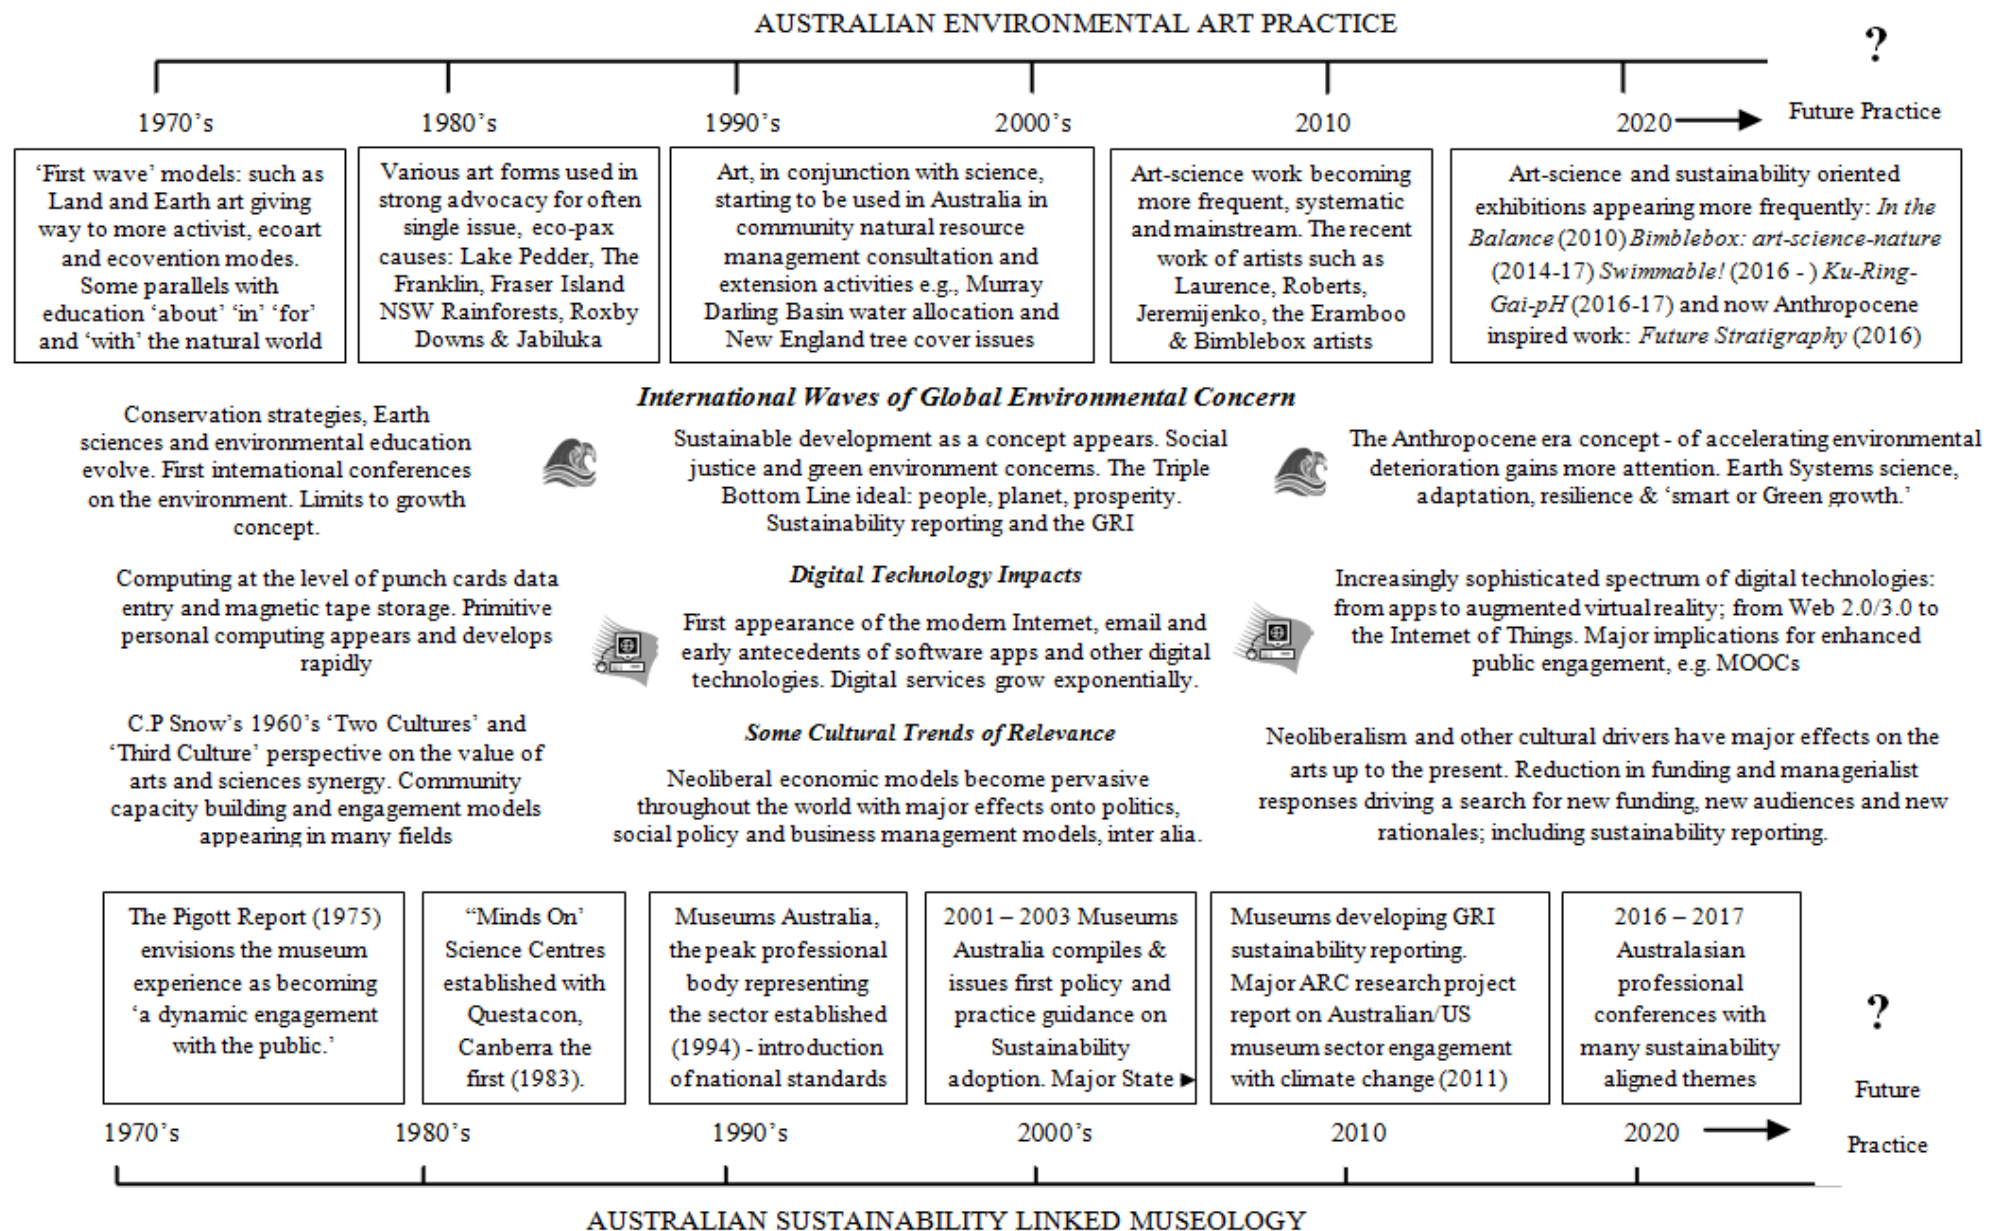 AUSTRALIAN ENVIRONMENTAL ART PRACTICE
?
1970's
1980's
1990's
2000's
2010
2020
Future Practice
‘First wave’ models: such as
Land and Earth art giving
way to more activist, ecoart
and ecovention modes.
Some parallels with
education ‘about’ ‘in’ ‘for’
and ‘with’ the natural world
Various art forms used in
strong advocacy for often
single issue, eco-pax
causes: Lake Pedder, The
Franklin, Fraser Island
NSW Rainforests, Roxby
Downs & Jabiluka
Art, in conjunction with science,
starting to be used in Australia in
community natural resource
management consultation and
extension activities e.g., Murray
Darling Basin water allocation and
New England tree cover issues
Art-science work becoming
more frequent, systematic
and mainstream. The recent
work of artists such as
Laurence, Roberts,
Jeremijenko, the Eramboo
& Bimblebox artists
Art-science and sustainability oriented
exhibitions appearing more frequently: In the
Balance (2010) Bimblebox: art-science-nature
(2014-17) Swimmable! (2016 - ) Ku-Ring-
Gai-pH (2016-17) and now Anthropocene
inspired work: Future Stratigraphy (2016)
International Waves of Global Environmental Concern
Conservation strategies, Earth
sciences and environmental education
evolve. First international conferences
on the environment. Limits to growth
concept.
Sustainable development as a concept appears. Social
justice and green environment concerns. The Triple
Bottom Line ideal: people, planet, prosperity.
Sustainability reporting and the GRI
The Anthropocene era concept - of accelerating environmental
deterioration gains more attention. Earth Systems science,
adaptation, resilience & ‘smart or Green growth.’
Digital Technology Impacts
Computing at the level of punch cards data
entry and magnetic tape storage. Primitive
personal computing appears and develops
rapidly
First appearance of the modern Internet, email and
early antecedents of software apps and other digital
technologies. Digital services grow exponentially.
Increasingly sophisticated spectrum of digital technologies:
from apps to augmented virtual reality; from Web 2.0/3.0 to
the Internet of Things. Major implications for enhanced
public engagement, e.g. MOOCs
Some Cultural Trends of Relevance
C.P Snow’s 1960’s ‘Two Cultures’ and
‘Third Culture’ perspective on the value of
arts and sciences synergy. Community
capacity building and engagement models
appearing in many fields
Neoliberal economic models become pervasive
throughout the world with major effects onto politics,
social policy and business management models, inter alia.
Neoliberalism and other cultural drivers have major effects on the
arts up to the present. Reduction in funding and managerialist
responses driving a search for new funding, new audiences and new
rationales; including sustainability reporting.
The Pigott Report (1975)
envisions the museum
experience as becoming
‘a dynamic engagement
with the public.’
“Minds On’
Science Centres
established with
Questacon,
Canberra the
first (1983).
Museums Australia,
the peak professional
body representing
the sector established
(1994) - introduction
of national standards
2001 – 2003 Museums
Australia compiles &
issues first policy and
practice guidance on
Sustainability
adoption. Major State
Museums developing GRI
sustainability reporting.
Major ARC research project
report on Australian/US
museum sector engagement
with climate change (2011)
2016 – 2017
Australasian
professional
conferences with
many sustainability
aligned themes
?
Future
Practice
1970's
1980's
1990's
2000's
2010
2020
AUSTRALIAN SUSTAINABILITY LINKED MUSEOLOGY